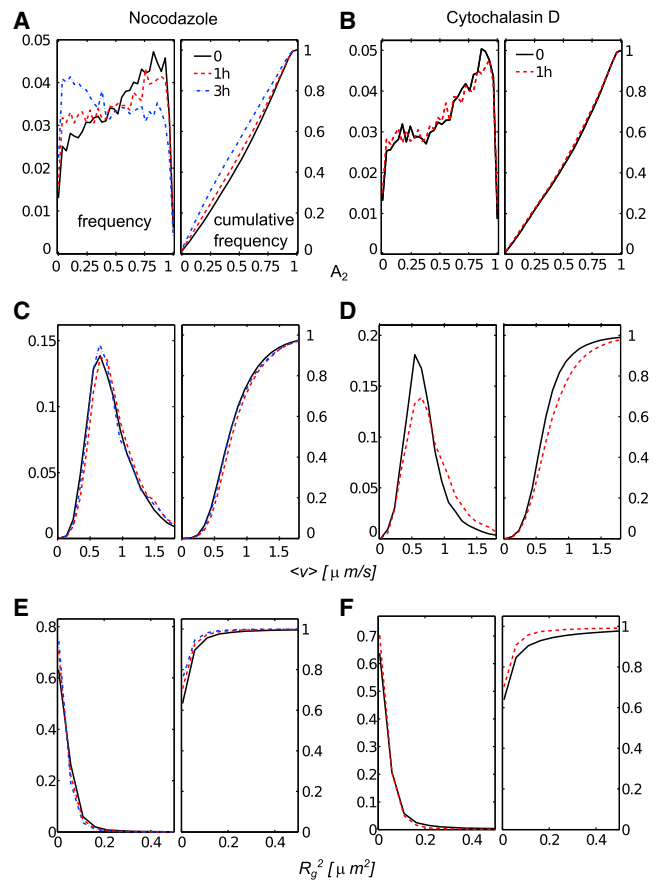 Nocodazole
Cytochalasin D
A
B
0.05
0.04
0.03
0.02
0.01
0
frequency
0 0.25 0.5 0.75 1
0
1h
3h
cumulative
frequency
1
0.8
0.6
0.4
0.2
0
0 0.25 0.75 1
0.05
0.04
0.03
0.02
0.01
0
0 0.25 0.5 0.75 1
0
1h
1
0.8
0.6
0.4
0.2
0
0 0.25 0.5 0.75 1
A2
C
D
0.15
0.1
0.05
0
0 0.5 1 1.5
1
0.8
0.6
0.4
0.2
0
0 0.5 1 1.5
0.2
0.15
0.1
0.05
0
0 0.5 1 1.5
1
0.8
0.6
0.4
0.2
0
0 0.5 1 1.5
<v> [ μ m/s]
E
F
0.8
0.6
0.4
0.2
0
0 0.2 0.4
1
0.8
0.6
0.4
0.2
0
0 0.2 0.4
0.7
0.6
0.5
0.4
0.3
0.2
0.1
0
0 0.2 0.4
1
0.8
0.6
0.4
0.2
0
0 0.2 0.4
Rg² [ μ m²]